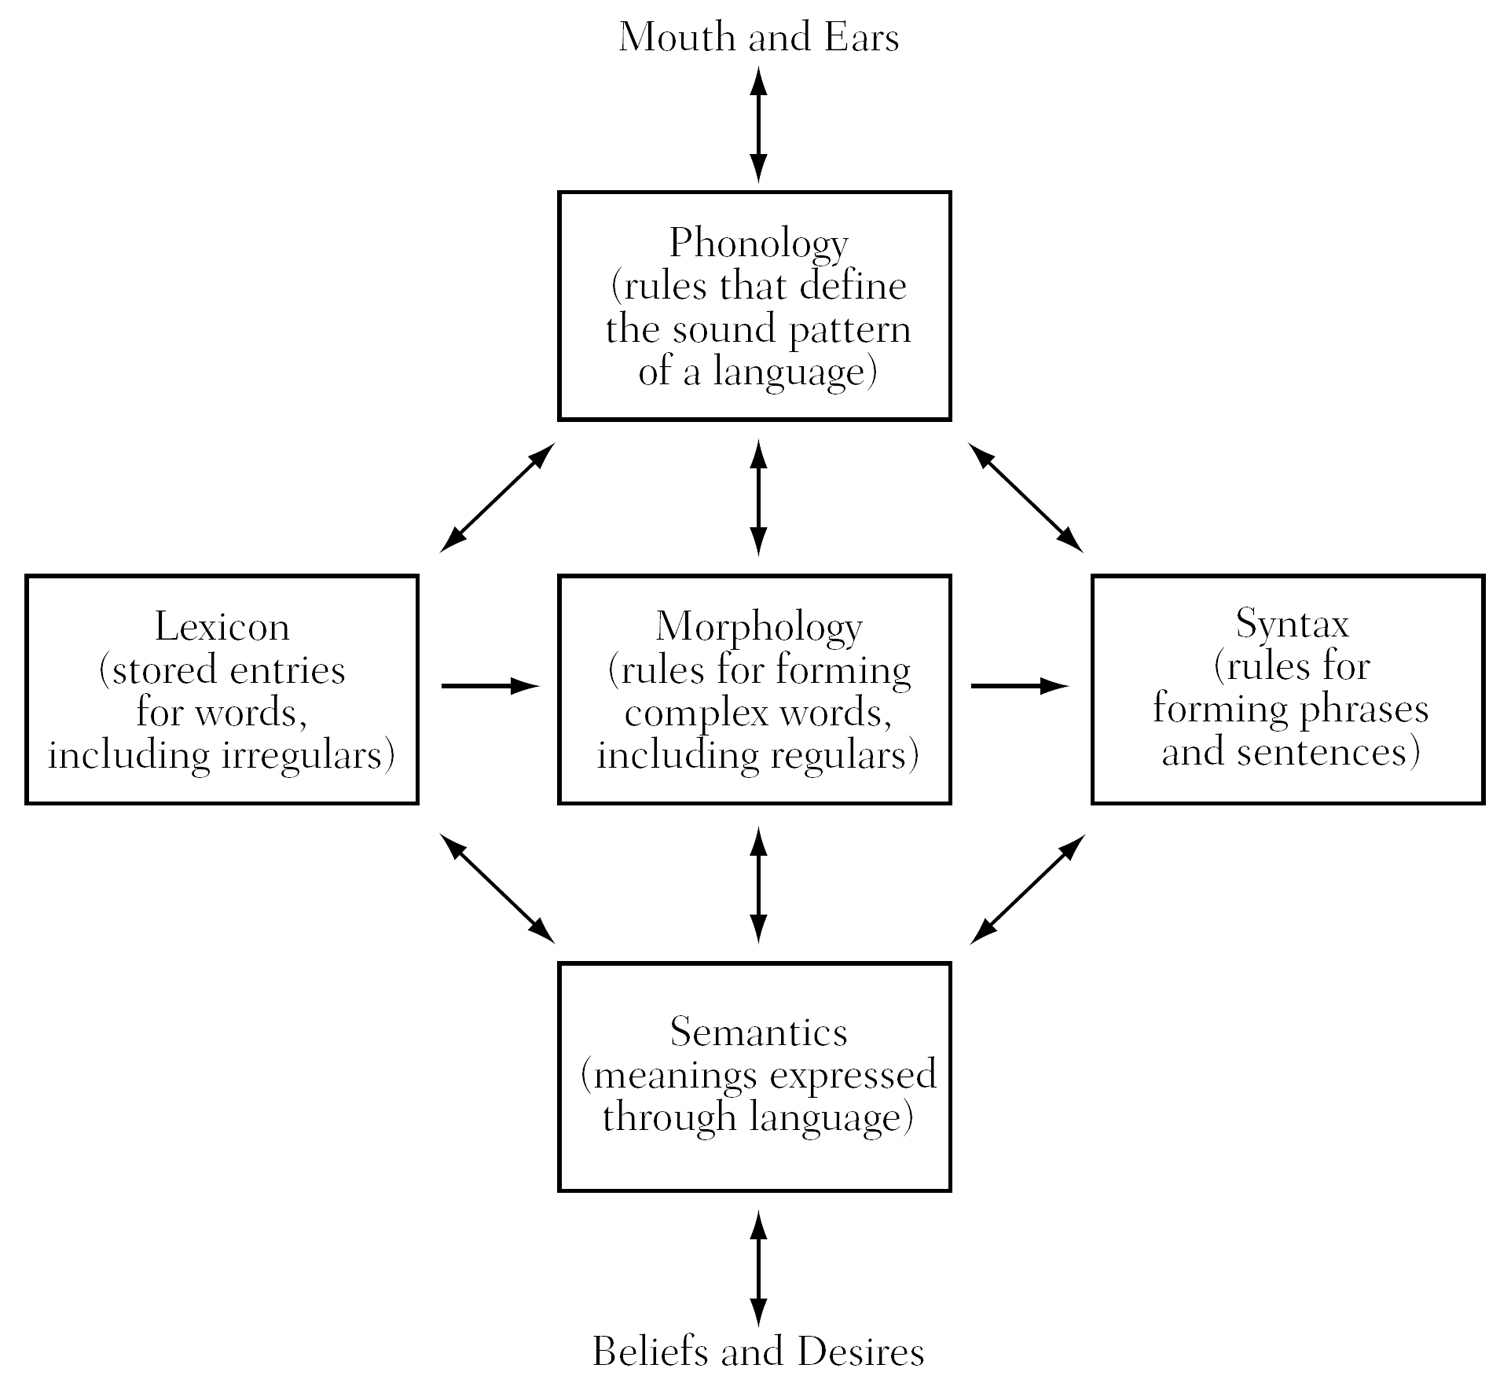 Mouth and Ears
Phonology
(rules that define
the sound pattern
of a language)
Lexicon
(stored entries
for words,
including irregulars)
Morphology
(rules for forming
complex words,
including regulars)
Syntax
(rules for
forming phrases
and sentences)
Semantics
(meanings expressed
through language)
Beliefs and Desires